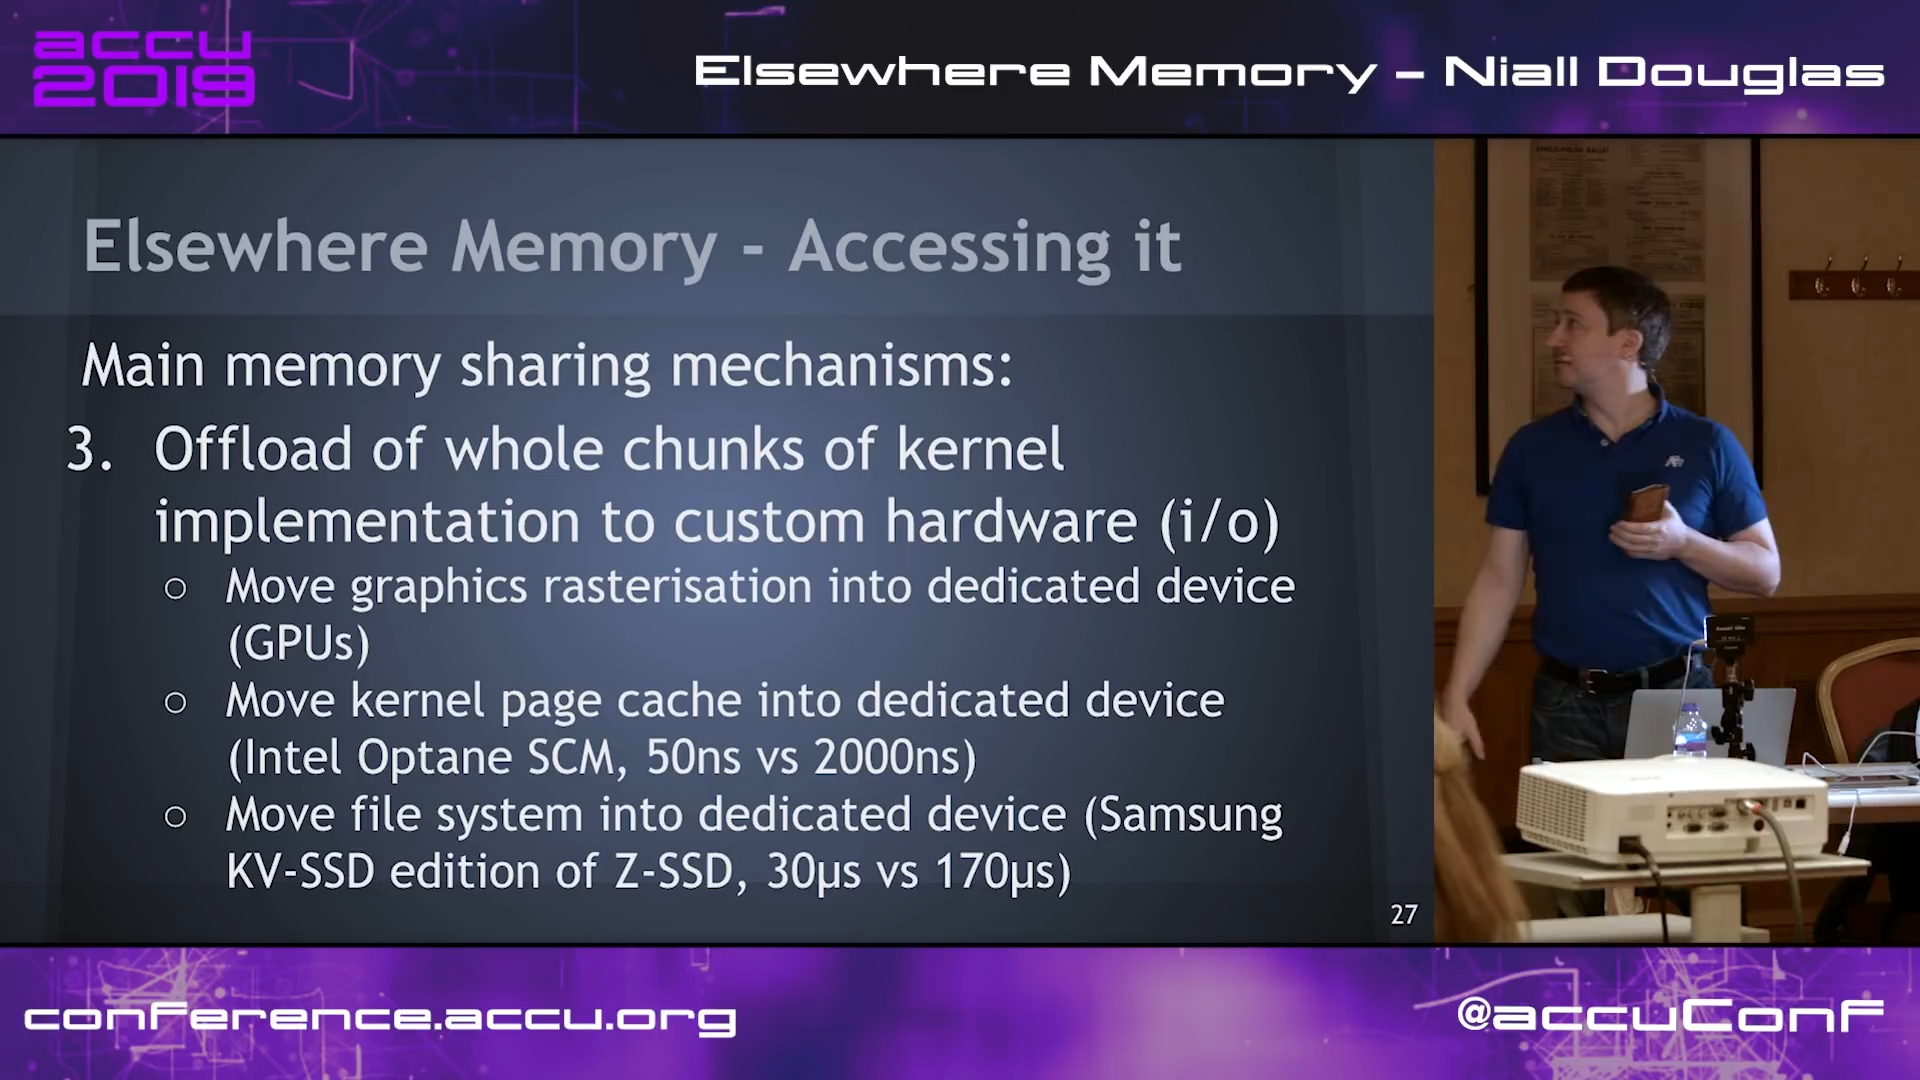 accu
2019
Elsewhere Memory – Niall Douglas
Elsewhere Memory - Accessing it
Main memory sharing mechanisms:
3. Offload of whole chunks of kernel
implementation to custom hardware (i/o)
○ Move graphics rasterisation into dedicated device
(GPUs)
○ Move kernel page cache into dedicated device
(Intel Optane SCM, 50ns vs 2000ns)
○ Move file system into dedicated device (Samsung
KV-SSD edition of Z-SSD, 30µs vs 170µs)
27
conference.accu.org
@accuConf